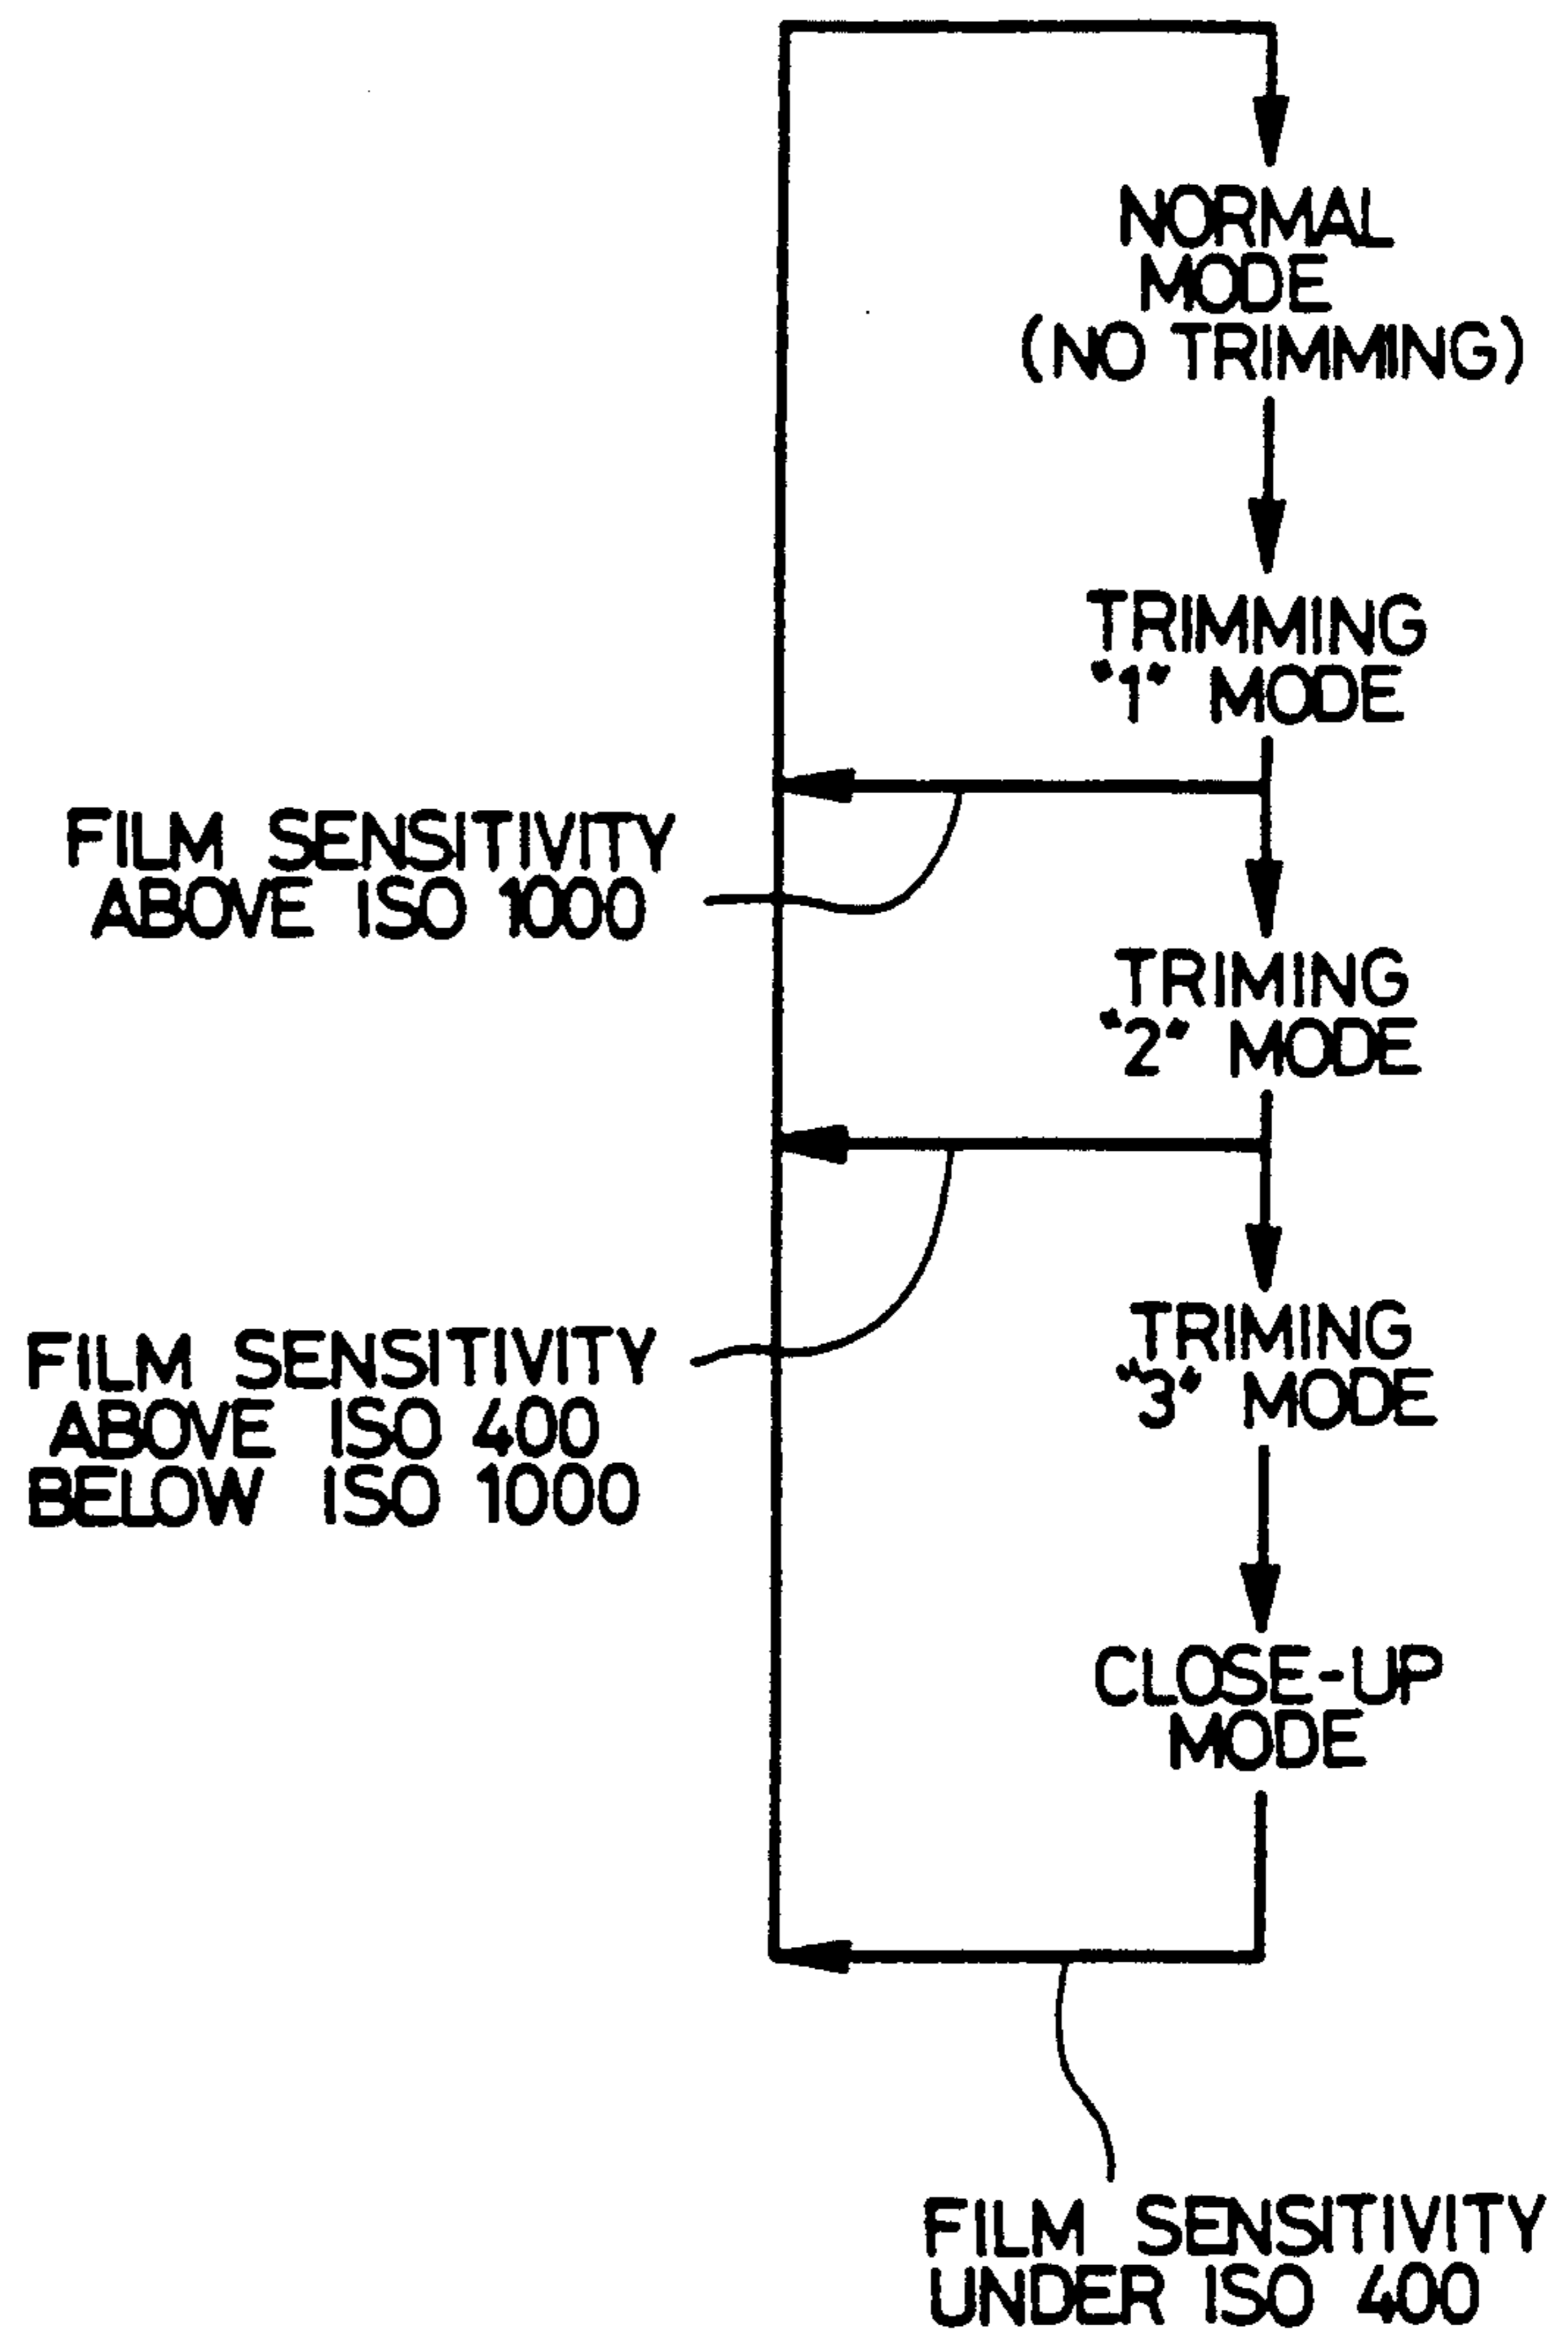 NORMAL
MODE
(NO TRIMMING)
TRIMMING
"1" MODE
FILM SENSITIVITY
ABOVE ISO 1000
TRIMING
"2" MODE
TRIMING
"3" MODE
FILM SENSITIVITY
ABOVE ISO 400
BELOW ISO 1000
CLOSE-UP
MODE
FILM SENSITIVITY
UNDER ISO 400